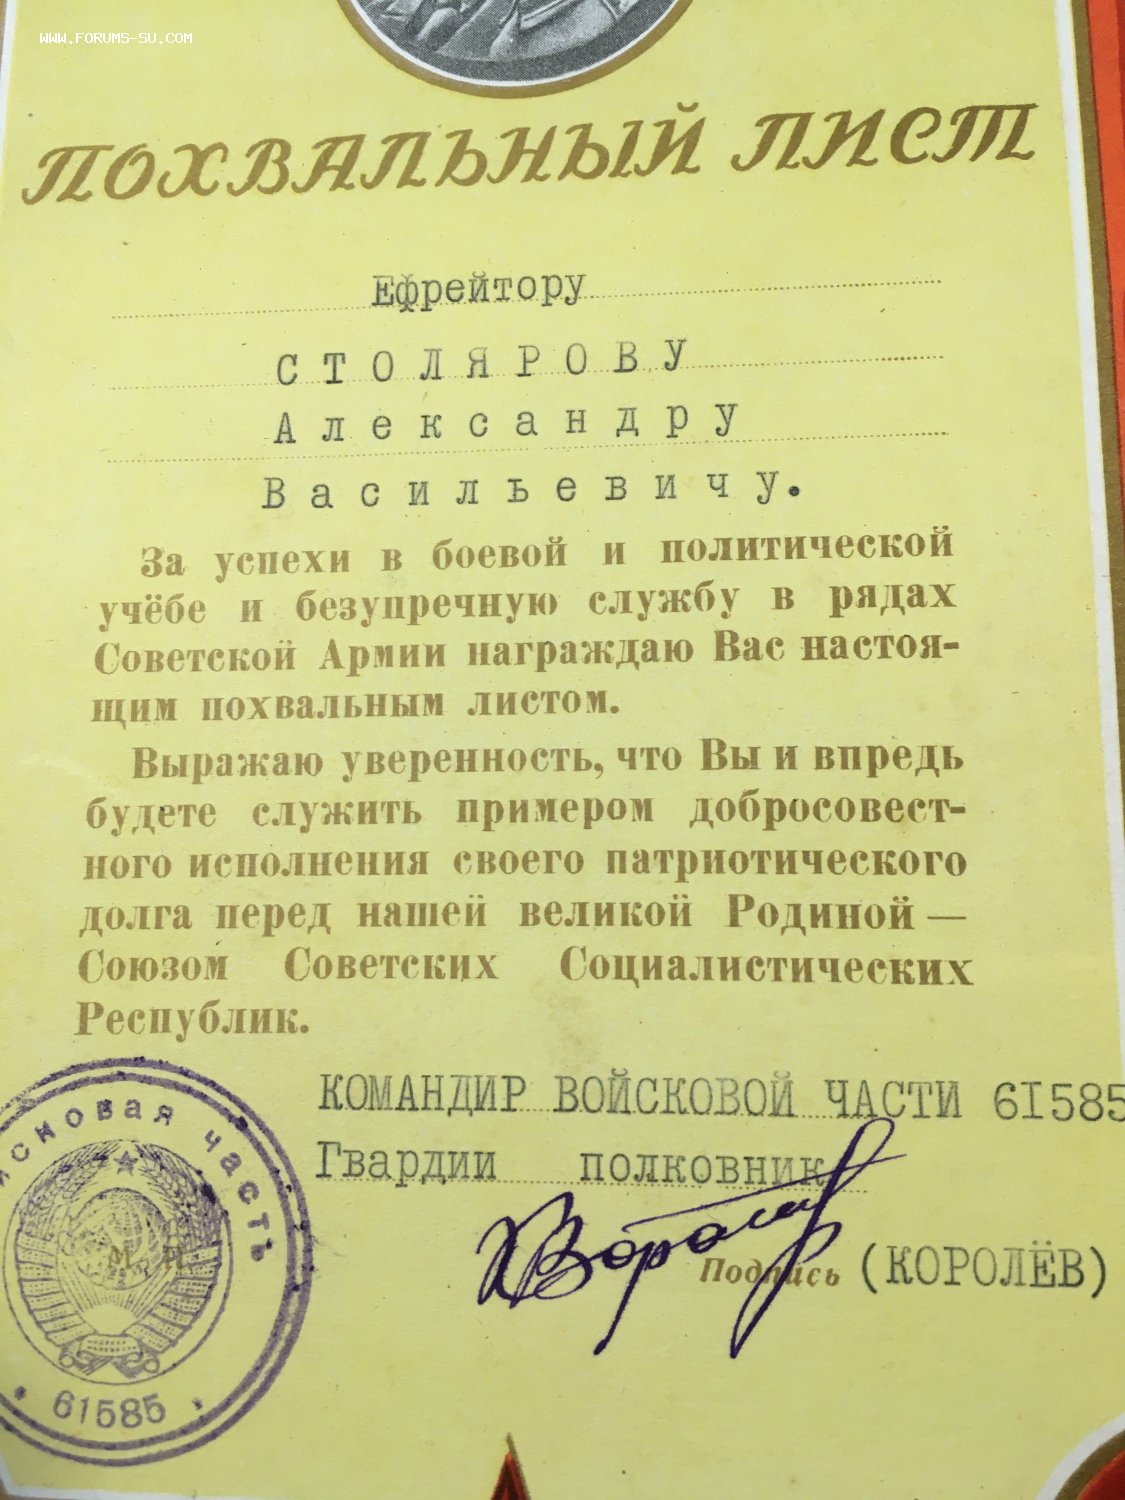 WWW.FORUMS-SU.COM
ПОХВАЛЬНЫЙ ЛИСТ
Ефрейтору
СТОЛЯРОВУ
Александру
Васильевичу.
За успехи в боевой и политической
учёбе и безупречную службу в рядах
Советской Армии награждаю Вас настоя-
щим похвальным листом.
Выражаю уверенность, что Вы и впредь
будете служить примером добросовест-
ного исполнения своего патриотического
долга перед нашей великой Родиной —
Союзом Советских Социалистических
Республик.
КОМАНДИР ВОЙСКОВОЙ ЧАСТИ 6I585
Гвардии полковник
Подпись (КОРОЛЁВ)
часть
М. П.
61585